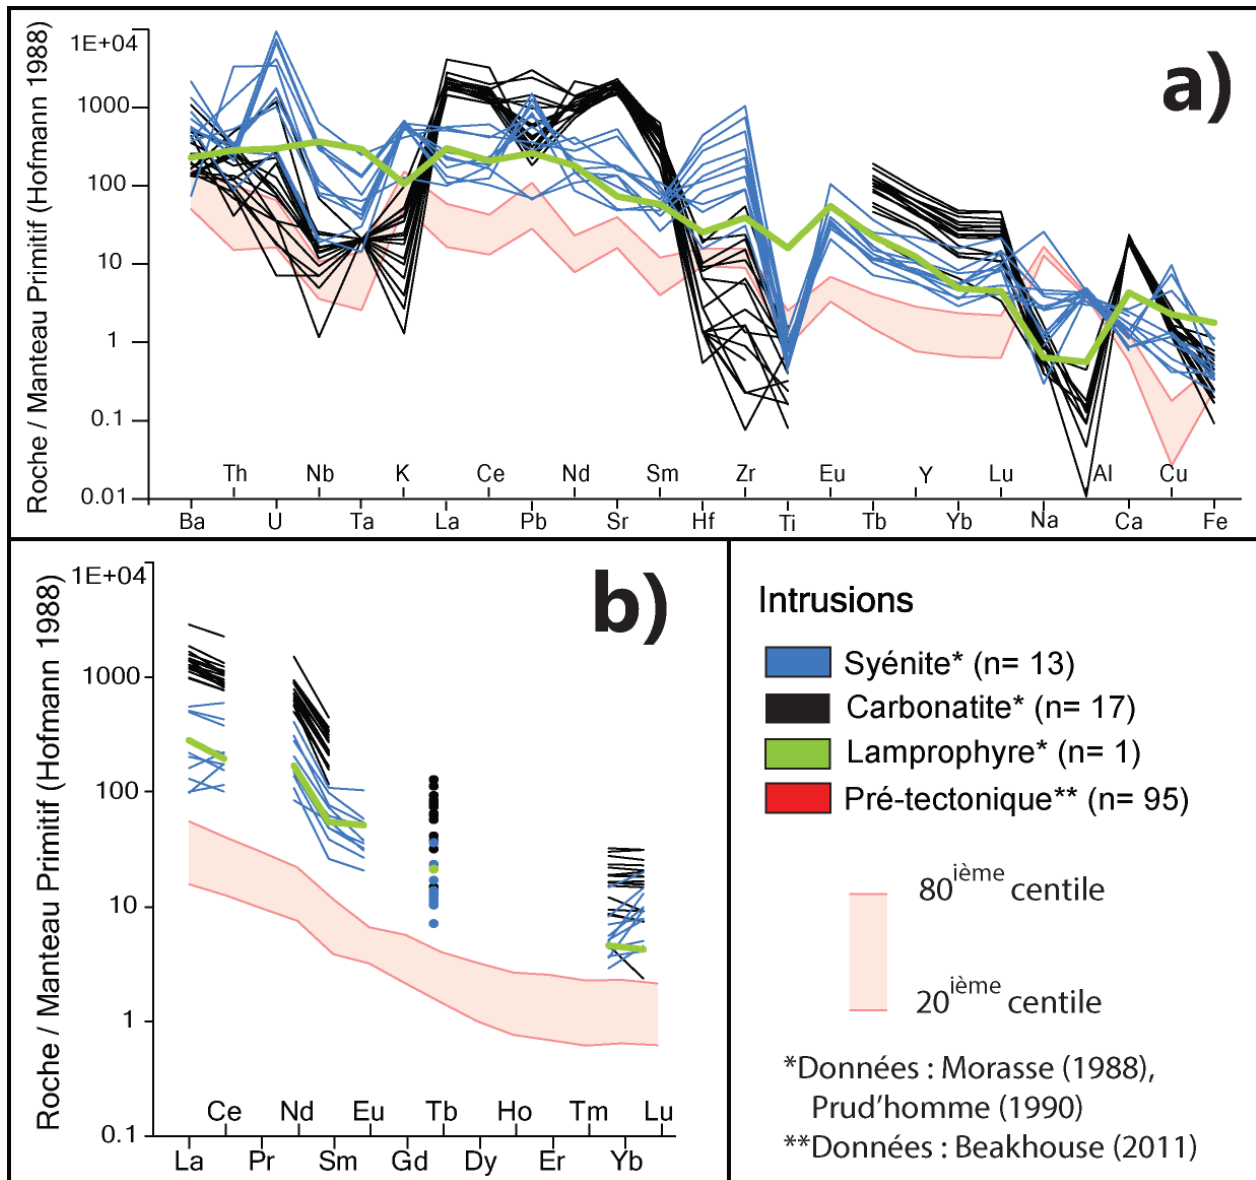 a)
Roche / Manteau Primitif (Hofmann 1988)
1E+04
1000
100
10
1
0.1
0.01
Th Nb K Ce Nd Sm Zr Eu Y Lu Al Cu
Ba U Ta La Pb Sr Hf Ti Tb Yb Na Ca Fe
b)
Roche / Manteau Primitif (Hofmann 1988)
1E+04
1000
100
10
1
0.1
Ce Nd Eu Tb Ho Tm Lu
La Pr Sm Gd Dy Er Yb
Intrusions
Syénite* (n= 13)
Carbonatite* (n= 17)
Lamprophyre* (n= 1)
Pré-tectonique** (n= 95)
80ième centile
20ième centile
*Données : Morasse (1988),
Prud'homme (1990)
**Données : Beakhouse (2011)